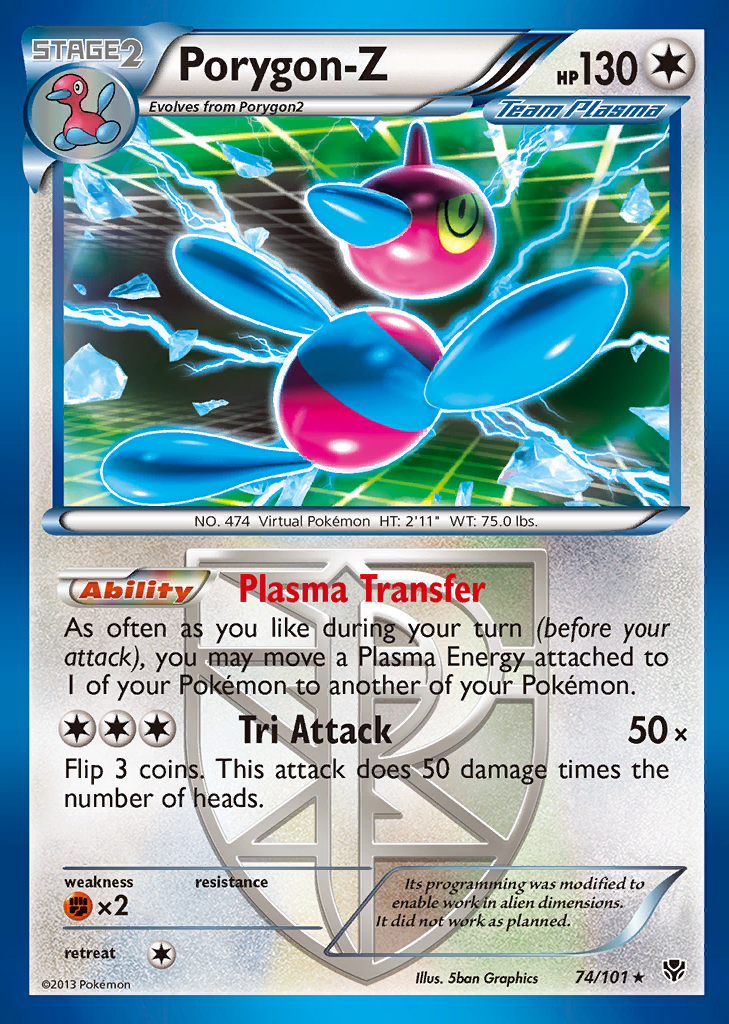 STAGE2
Porygon-Z
HP130
Evolves from Porygon2
Team Plasma
NO. 474 Virtual Pokémon HT: 2'11" WT: 75.0 lbs.
Ability Plasma Transfer
As often as you like during your turn (before your
attack), you may move a Plasma Energy attached to
1 of your Pokémon to another of your Pokémon.
Tri Attack 50×
Flip 3 coins. This attack does 50 damage times the
number of heads.
weakness resistance
×2
Its programming was modified to
enable work in alien dimensions.
It did not work as planned.
retreat
©2013 Pokémon
Illus. 5ban Graphics
74/101 ★